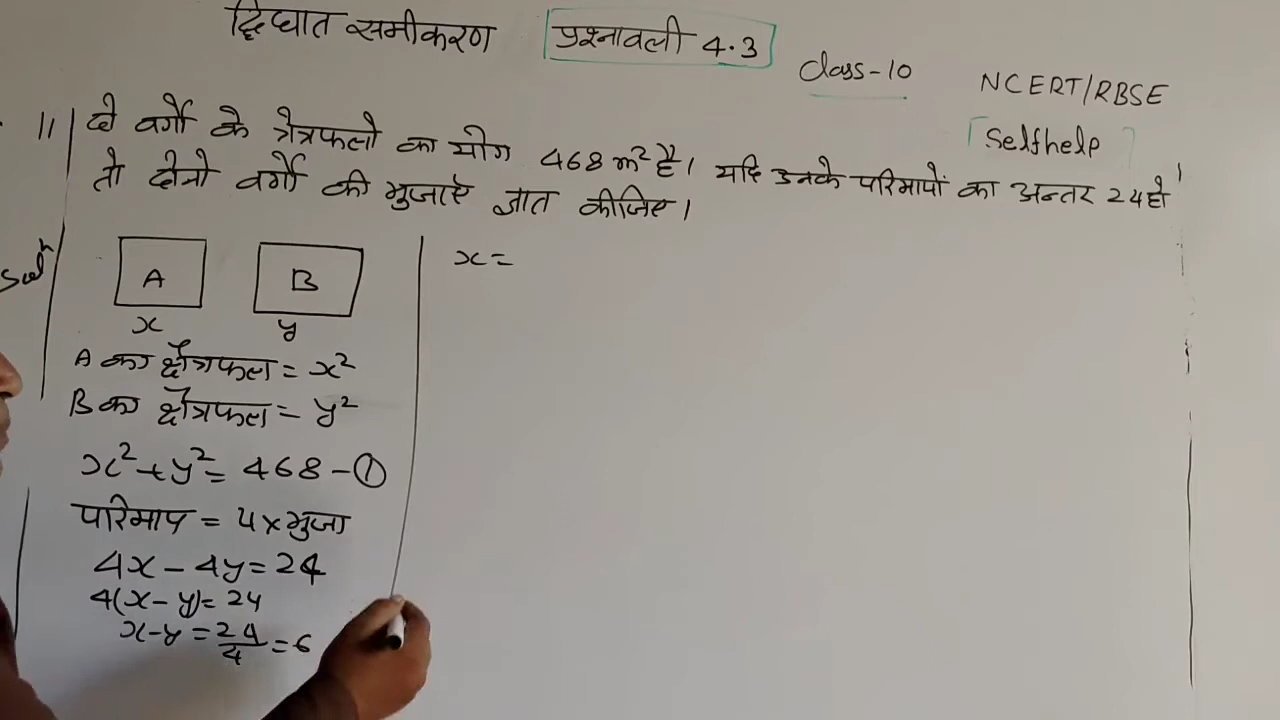 द्विघात समीकरण प्रश्नावली 4.3
class-10 NCERT/RBSE
Selfhelp
11 दो वर्गों के क्षेत्रफलो का योग 468 m² है। यदि उनके परिमापों का अन्तर 24 हो
तो दोनो वर्गों की भुजाएं ज्ञात कीजिए।
Solⁿ
A B
x y
A का क्षेत्रफल = x²
B का क्षेत्रफल = y²
x² + y² = 468 - ①
परिमाप = 4 x भुजा
4x - 4y = 24
4(x - y) = 24
x - y = 24/4 = 6
x =